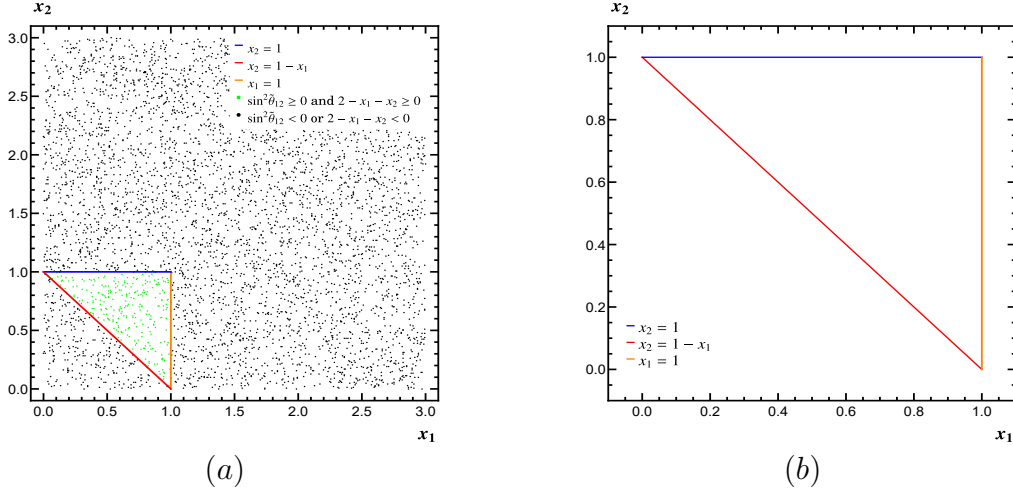 x₂
3.0
2.5
2.0
1.5
1.0
0.5
0.0
0.0 0.5 1.0 1.5 2.0 2.5 3.0
x₁
x₂ = 1
x₂ = 1 − x₁
x₁ = 1
sin²θ̃₁₂ ≥ 0 and 2 − x₁ − x₂ ≥ 0
sin²θ̃₁₂ < 0 or 2 − x₁ − x₂ < 0
(a)
x₂
1.0
0.8
0.6
0.4
0.2
0.0
0.0 0.2 0.4 0.6 0.8 1.0
x₁
x₂ = 1
x₂ = 1 − x₁
x₁ = 1
(b)